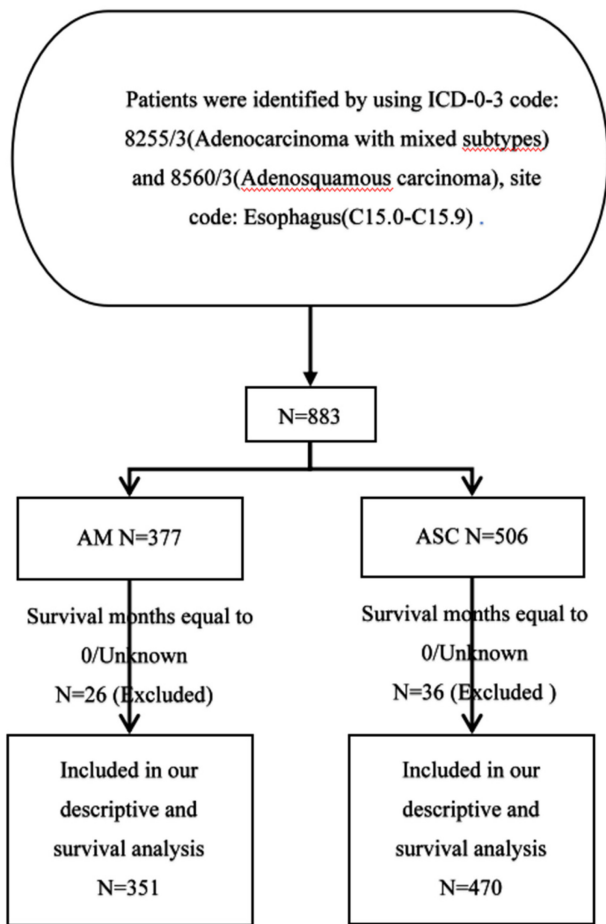 Patients were identified by using ICD-0-3 code:
8255/3(Adenocarcinoma with mixed subtypes)
and 8560/3(Adenosquamous carcinoma), site
code: Esophagus(C15.0-C15.9) .
N=883
AM N=377
ASC N=506
Survival months equal to
0/Unknown
N=26 (Excluded)
Survival months equal to
0/Unknown
N=36 (Excluded )
Included in our
descriptive and
survival analysis
N=351
Included in our
descriptive and
survival analysis
N=470